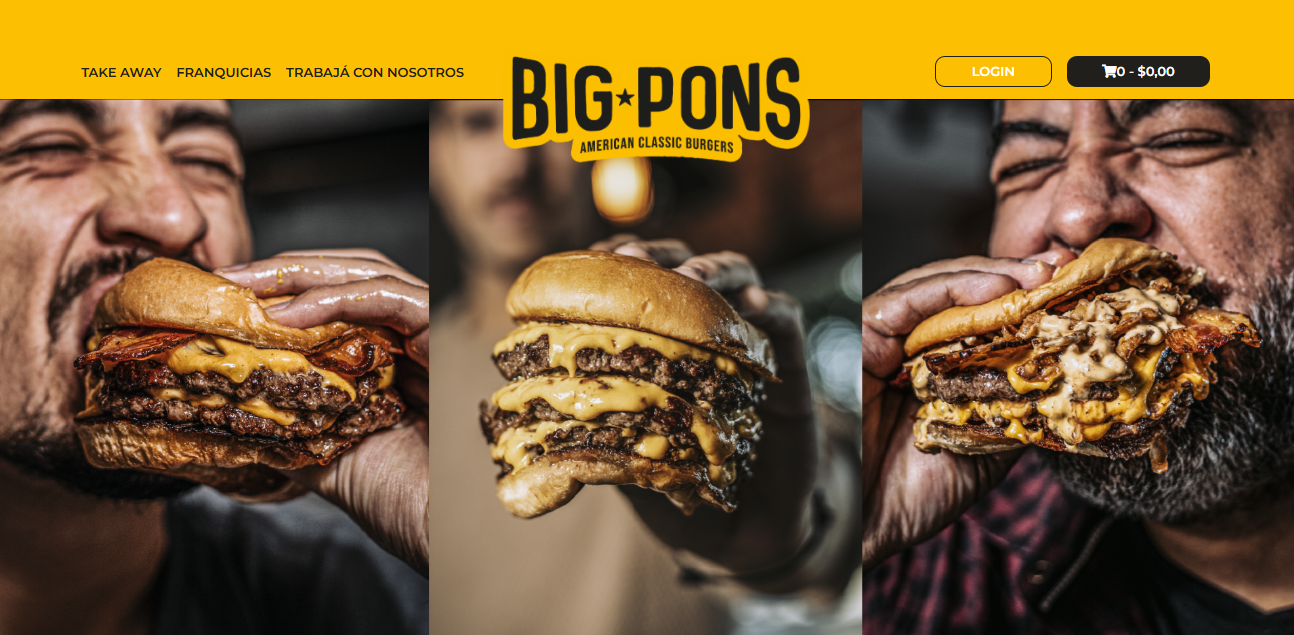 TAKE AWAY FRANQUICIAS TRABAJÁ CON NOSOTROS
BIG★PONS
AMERICAN CLASSIC BURGERS
LOGIN
0 - $0,00